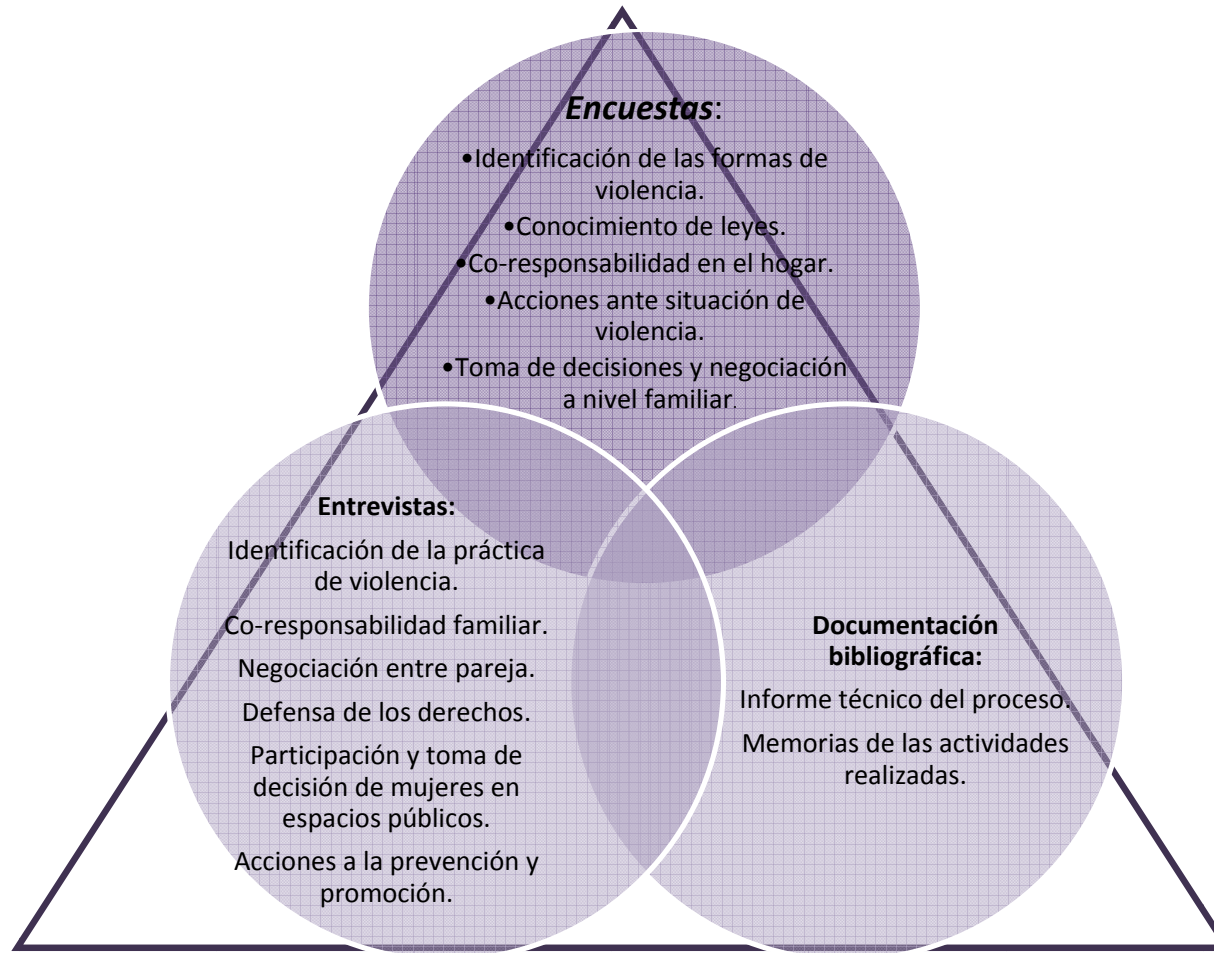 Encuestas:
•Identificación de las formas de
violencia.
•Conocimiento de leyes.
•Co-responsabilidad en el hogar.
•Acciones ante situación de
violencia.
•Toma de decisiones y negociación
a nivel familiar.
Entrevistas:
Identificación de la práctica
de violencia.
Co-responsabilidad familiar.
Negociación entre pareja.
Defensa de los derechos.
Participación y toma de
decisión de mujeres en
espacios públicos.
Acciones a la prevención y
promoción.
Documentación
bibliográfica:
Informe técnico del proceso.
Memorias de las actividades
realizadas.